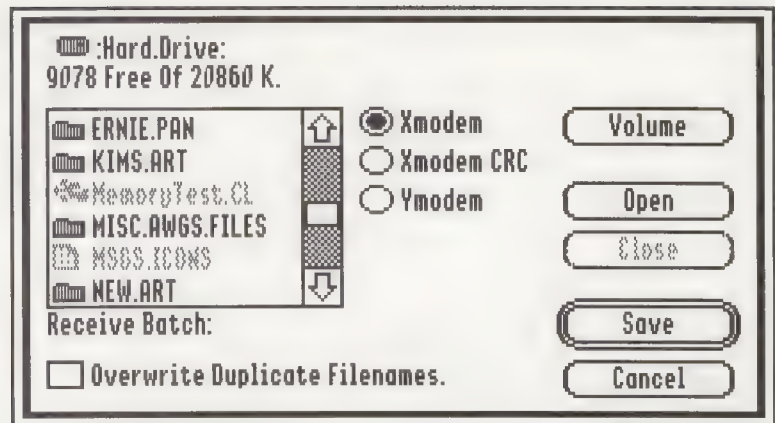 :Hard.Drive:
9078 Free Of 20860 K.
ERNIE.PAN
KIMS.ART
MemoryTest.CL
MISC.AWGS.FILES
MSGS.ICONS
NEW.ART
Receive Batch:
Overwrite Duplicate Filenames.
Xmodem
Xmodem CRC
Ymodem
Volume
Open
Close
Save
Cancel